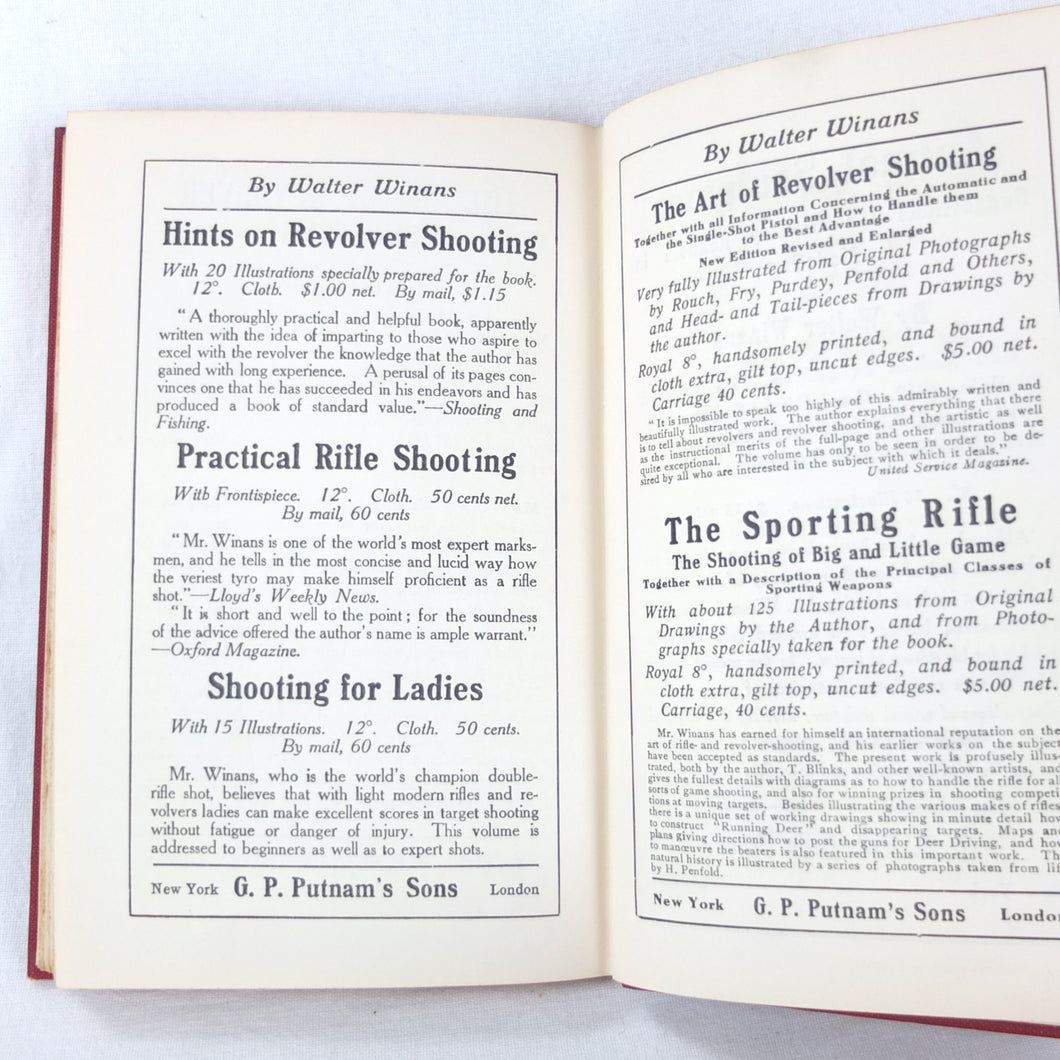 By Walter Winans
Hints on Revolver Shooting
With 20 Illustrations specially prepared for the book.
12°. Cloth. $1.00 net. By mail, $1.15
"A thoroughly practical and helpful book, apparently
written with the idea of imparting to those who aspire to
excel with the revolver the knowledge that the author has
gained with long experience. A perusal of its pages con-
vinces one that he has succeeded in his endeavors and has
produced a book of standard value."—Shooting and
Fishing.
Practical Rifle Shooting
With Frontispiece. 12°. Cloth. 50 cents net.
By mail, 60 cents
"Mr. Winans is one of the world's most expert marks-
men, and he tells in the most concise and lucid way how
the veriest tyro may make himself proficient as a rifle
shot."—Lloyd's Weekly News.
"It is short and well to the point; for the soundness
of the advice offered the author's name is ample warrant."
—Oxford Magazine.
Shooting for Ladies
With 15 Illustrations. 12°. Cloth. 50 cents.
By mail, 60 cents
Mr. Winans, who is the world's champion double-
rifle shot, believes that with light modern rifles and re-
volvers ladies can make excellent scores in target shooting
without fatigue or danger of injury. This volume is
addressed to beginners as well as to expert shots.
New York G. P. Putnam's Sons London
By Walter Winans
The Art of Revolver Shooting
Together with all Information Concerning the Automatic and
the Single-Shot Pistol and How to Handle them
to the Best Advantage
New Edition Revised and Enlarged
Very fully Illustrated from Original Photographs
by Rouch, Fry, Purdey, Penfold and Others,
and Head- and Tail-pieces from Drawings by
the author.
Royal 8°, handsomely printed, and bound in
cloth extra, gilt top, uncut edges. $5.00 net.
Carriage 40 cents.
"It is impossible to speak too highly of this admirably written and
beautifully illustrated work. The author explains everything that there
is to tell about revolvers and revolver shooting, and the artistic as well
as the instructional merits of the full-page and other illustrations are
quite exceptional. The volume has only to be seen in order to be de-
sired by all who are interested in the subject with which it deals."
United Service Magazine.
The Sporting Rifle
The Shooting of Big and Little Game
Together with a Description of the Principal Classes of
Sporting Weapons
With about 125 Illustrations from Original
Drawings by the Author, and from Photo-
graphs specially taken for the book.
Royal 8°, handsomely printed, and bound in
cloth extra, gilt top, uncut edges. $5.00 net.
Carriage, 40 cents.
Mr. Winans has earned for himself an international reputation on the
art of rifle- and revolver-shooting, and his earlier works on the subject
have been accepted as standards. The present work is profusely illus-
trated, both by the author, T. Blinks, and other well-known artists, and
gives the fullest details with diagrams as to how to handle the rifle for al
sorts of game shooting, and also for winning prizes in shooting competi
tions at moving targets. Besides illustrating the various makes of rifles
there is a unique set of working drawings showing in minute detail how
to construct "Running Deer" and disappearing targets. Maps and
plans giving directions how to post the guns for Deer Driving, and how
to manœuvre the beaters is also featured in this important work. Th
natural history is illustrated by a series of photographs taken from lif
by H. Penfold.
New York G. P. Putnam's Sons London